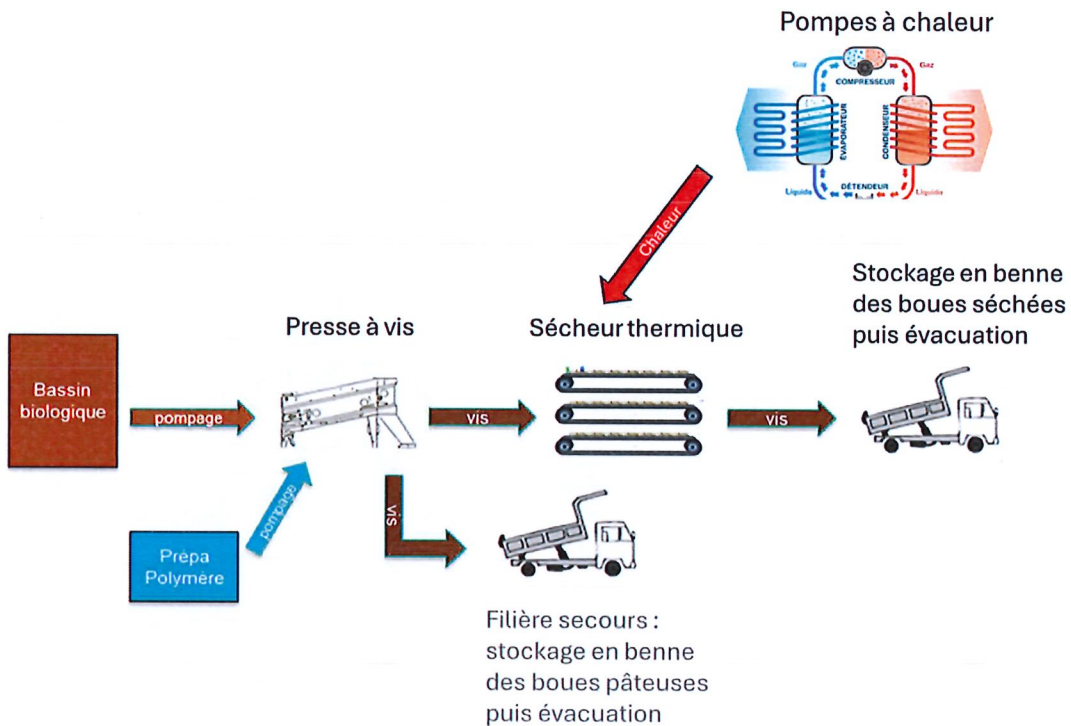 Pompes à chaleur
Gaz
Gaz
COMPRESSEUR
ÉVAPORATEUR
CONDENSEUR
Liquide
DÉTENDEUR
Liquide
Chaleur
Stockage en benne
des boues séchées
puis évacuation
Presse à vis
Sécheur thermique
Bassin
biologique
pompage
vis
vis
pompage
vis
Prépa
Polymère
Filière secours :
stockage en benne
des boues pâteuses
puis évacuation